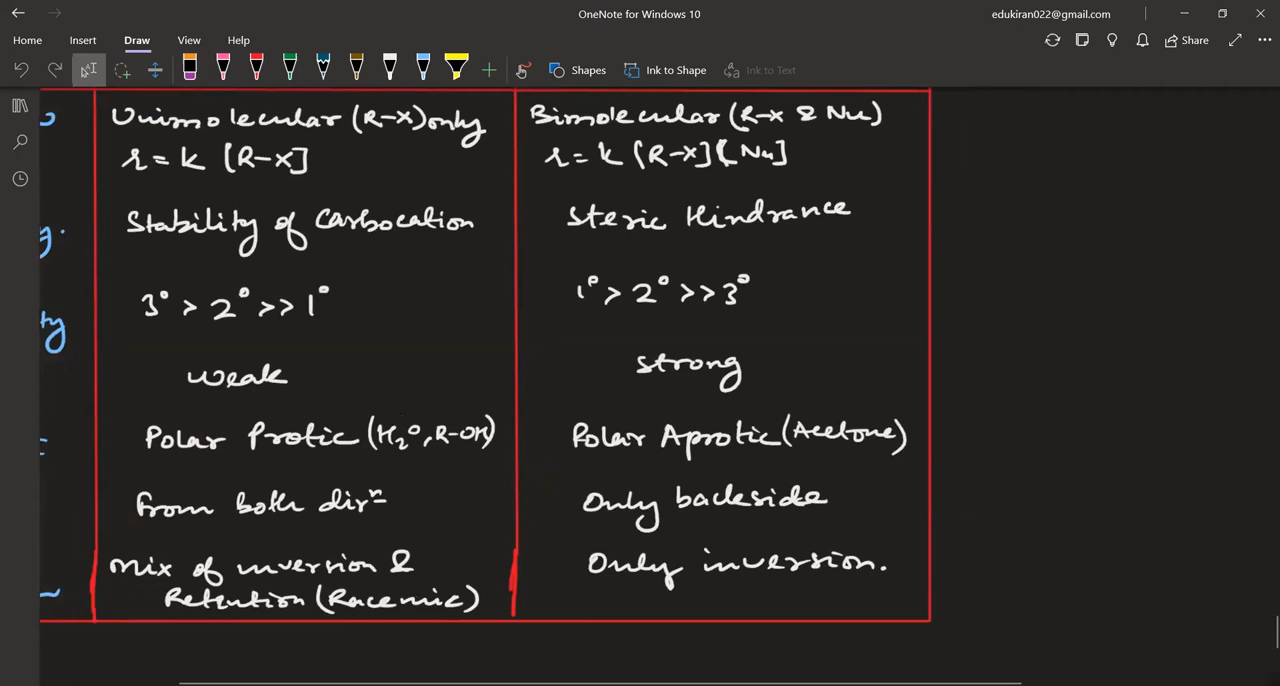 OneNote for Windows 10
edukiran022@gmail.com
Home Insert Draw View Help
Share
Shapes Ink to Shape Ink to Text
Unimolecular (R-X) only
r = k [R-X]
Bimolecular (R-X & Nu)
r = k [R-X] [Nu]
Stability of Carbocation
Steric Hindrance
y.
3° > 2° >> 1°
1° > 2° >> 3°
ty
weak
strong
Polar Protic (H₂O, R-OH)
Polar Aprotic (Acetone)
from both dirⁿ
Only backside
Mix of inversion &
Retention (Racemic)
Only inversion.